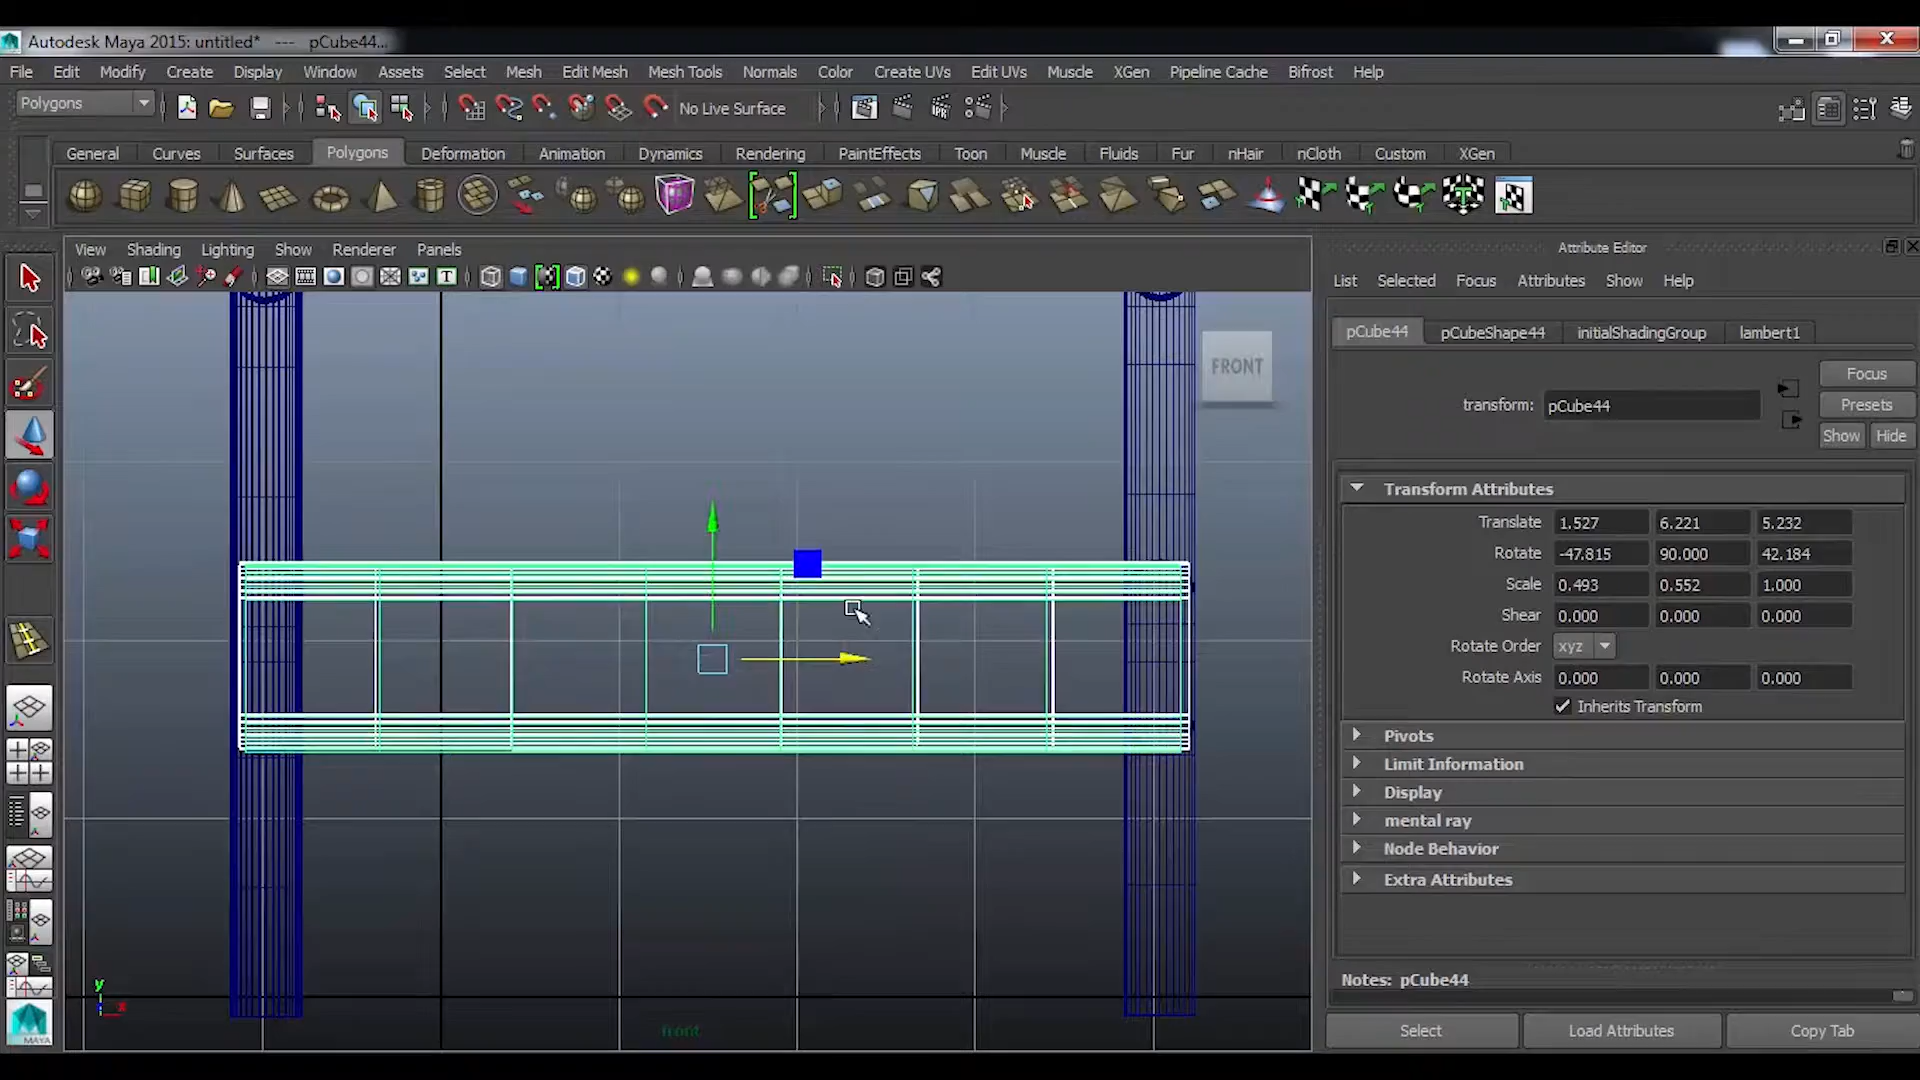 Autodesk Maya 2015: untitled* --- pCube44...
File Edit Modify Create Display Window Assets Select Mesh Edit Mesh Mesh Tools Normals Color Create UVs Edit UVs Muscle XGen Pipeline Cache Bifrost Help
Polygons No Live Surface
General Curves Surfaces Polygons Deformation Animation Dynamics Rendering PaintEffects Toon Muscle Fluids Fur nHair nCloth Custom XGen
View Shading Lighting Show Renderer Panels
Attribute Editor
List Selected Focus Attributes Show Help
pCube44 pCubeShape44 initialShadingGroup lambert1
Focus
transform: pCube44
Presets
Show Hide
FRONT
Transform Attributes
Translate 1.527 6.221 5.232
Rotate -47.815 90.000 42.184
Scale 0.493 0.552 1.000
Shear 0.000 0.000 0.000
Rotate Order xyz
Rotate Axis 0.000 0.000 0.000
Inherits Transform
Pivots
Limit Information
Display
mental ray
Node Behavior
Extra Attributes
Notes: pCube44
Select Load Attributes Copy Tab
y
x
front
MAYA